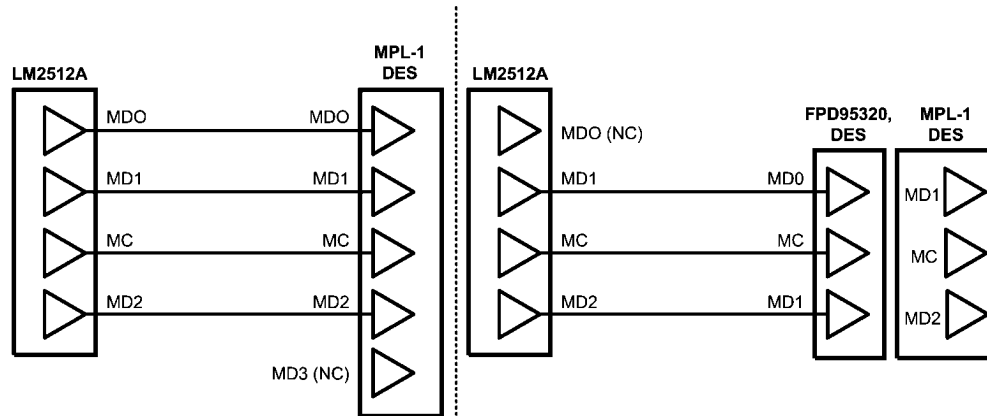 LM2512A
MPL-1
DES
MDO
MDO
MD1
MD1
MC
MC
MD2
MD2
MD3 (NC)
LM2512A
FPD95320,
DES
MPL-1
DES
MDO (NC)
MD1
MD0
MC
MC
MD2
MD1
MD1
MC
MD2